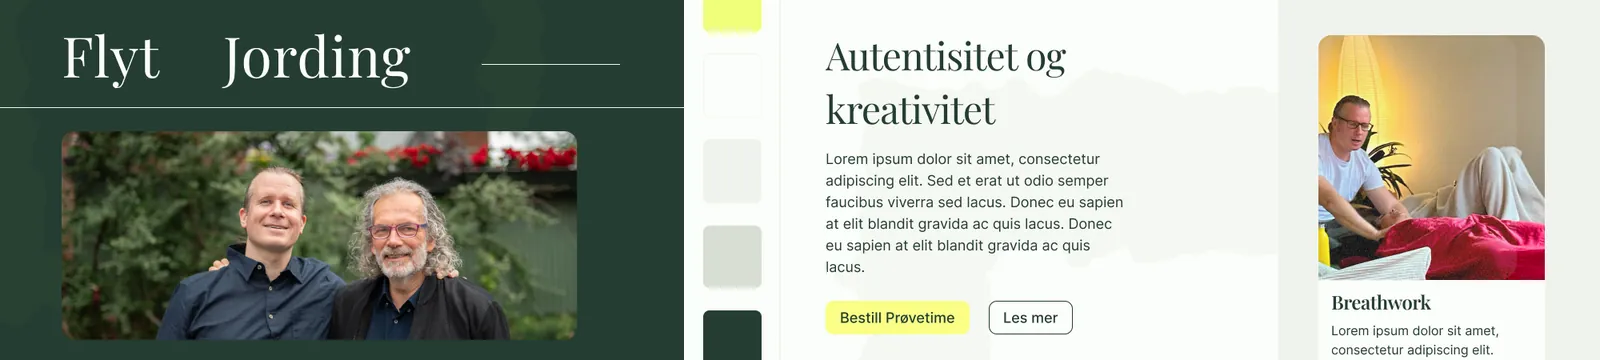 Flyt Jording
Autentisitet og
kreativitet
Lorem ipsum dolor sit amet, consectetur
adipiscing elit. Sed et erat ut odio semper
faucibus viverra sed lacus. Donec eu sapien
at elit blandit gravida ac quis lacus. Donec
eu sapien at elit blandit gravida ac quis
lacus.
Bestill Prøvetime
Les mer
Breathwork
Lorem ipsum dolor sit amet,
consectetur adipiscing elit.